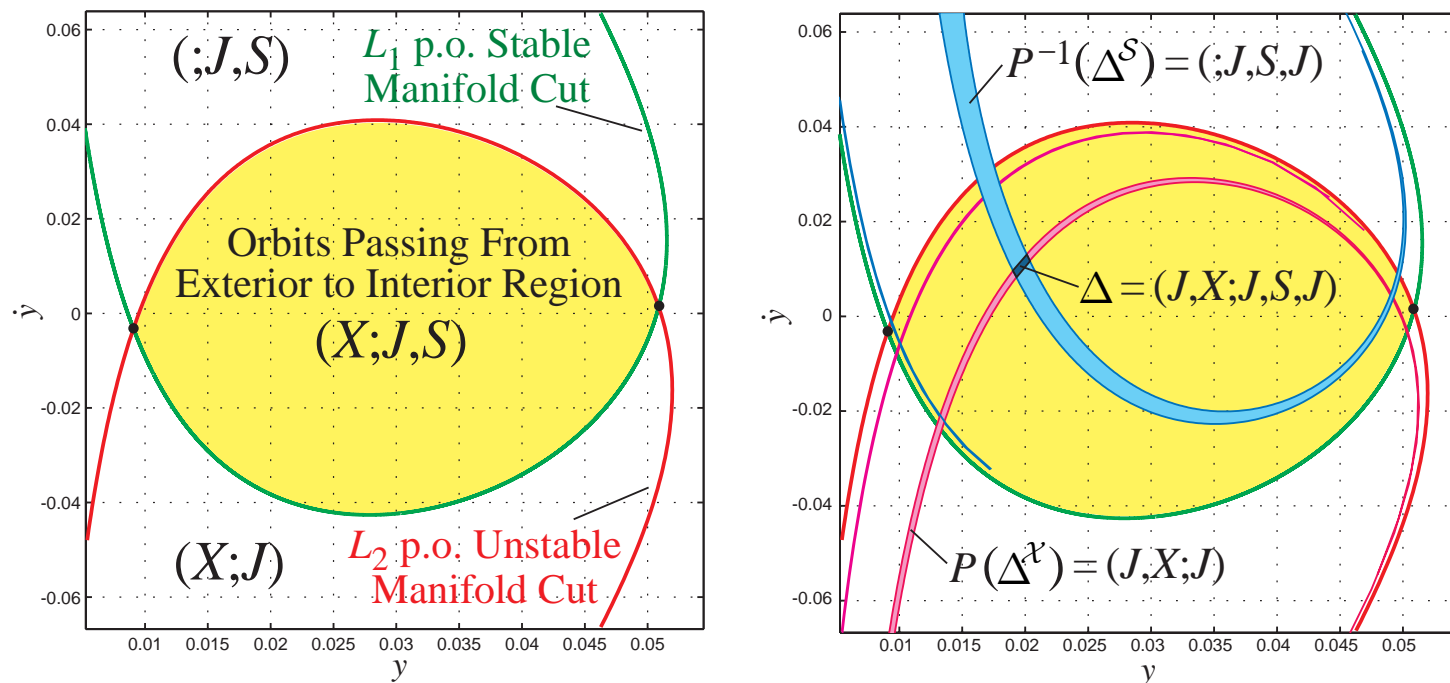 (;J,S)
L1 p.o. Stable
Manifold Cut
Orbits Passing From
Exterior to Interior Region
(X;J,S)
(X;J)
L2 p.o. Unstable
Manifold Cut
0.06
0.04
0.02
0
-0.02
-0.04
-0.06
ẏ
0.01 0.015 0.02 0.025 0.03 0.035 0.04 0.045 0.05
y
P⁻¹(Δ^S) = (;J,S,J)
Δ = (J,X;J,S,J)
P(Δ^X) = (J,X;J)
0.06
0.04
0.02
0
-0.02
-0.04
-0.06
ẏ
0.01 0.015 0.02 0.025 0.03 0.035 0.04 0.045 0.05
y